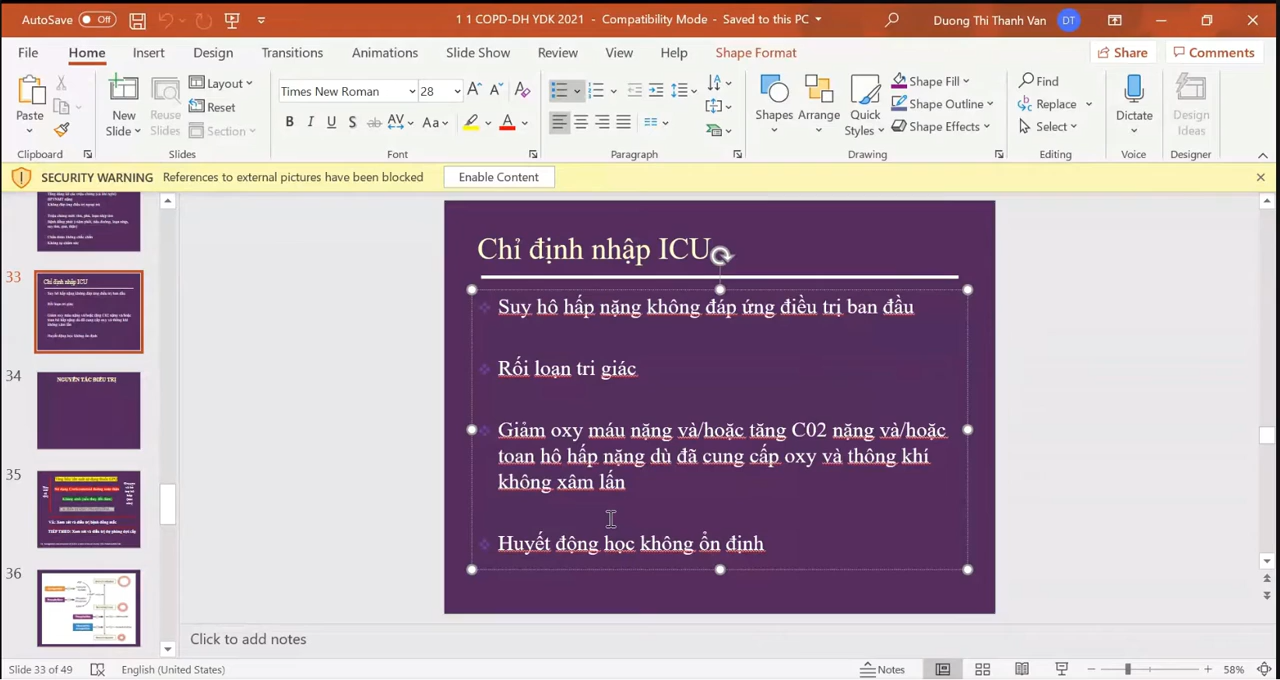 AutoSave Off 1 1 COPD-DH YDK 2021 - Compatibility Mode - Saved to this PC Duong Thi Thanh Van DT
File Home Insert Design Transitions Animations Slide Show Review View Help Shape Format Share Comments
Paste
New Slide
Reuse Slides
Layout
Reset
Section
Times New Roman 28
B I U S ab AV Aa A
Shapes
Arrange
Quick Styles
Shape Fill
Shape Outline
Shape Effects
Find
Replace
Select
Dictate
Design Ideas
Clipboard Slides Font Paragraph Drawing Editing Voice Designer
SECURITY WARNING References to external pictures have been blocked Enable Content
33
Chỉ định nhập ICU
34
NGUYÊN TẮC ĐIỀU TRỊ
35
36
Chỉ định nhập ICU
Suy hô hấp nặng không đáp ứng điều trị ban đầu
Rối loạn tri giác
Giảm oxy máu nặng và/hoặc tăng C02 nặng và/hoặc
toan hô hấp nặng dù đã cung cấp oxy và thông khí
không xâm lấn
Huyết động học không ổn định
Click to add notes
Slide 33 of 49 English (United States) Notes 58%